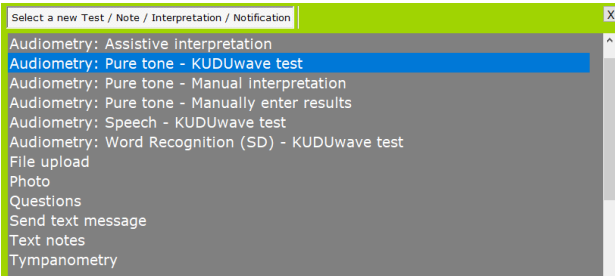 Select a new Test / Note / Interpretation / Notification
X
Audiometry: Assistive interpretation
Audiometry: Pure tone - KUDUwave test
Audiometry: Pure tone - Manual interpretation
Audiometry: Pure tone - Manually enter results
Audiometry: Speech - KUDUwave test
Audiometry: Word Recognition (SD) - KUDUwave test
File upload
Photo
Questions
Send text message
Text notes
Tympanometry